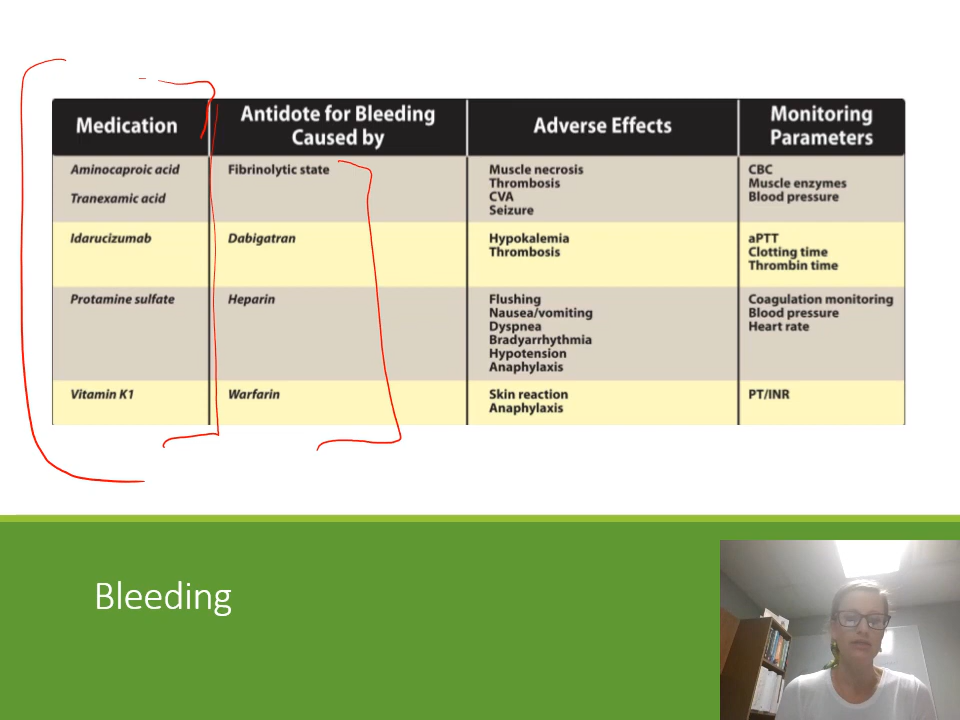 Medication
Antidote for Bleeding
Caused by
Adverse Effects
Monitoring
Parameters
Aminocaproic acid
Tranexamic acid
Fibrinolytic state
Muscle necrosis
Thrombosis
CVA
Seizure
CBC
Muscle enzymes
Blood pressure
Idarucizumab
Dabigatran
Hypokalemia
Thrombosis
aPTT
Clotting time
Thrombin time
Protamine sulfate
Heparin
Flushing
Nausea/vomiting
Dyspnea
Bradyarrhythmia
Hypotension
Anaphylaxis
Coagulation monitoring
Blood pressure
Heart rate
Vitamin K1
Warfarin
Skin reaction
Anaphylaxis
PT/INR
Bleeding